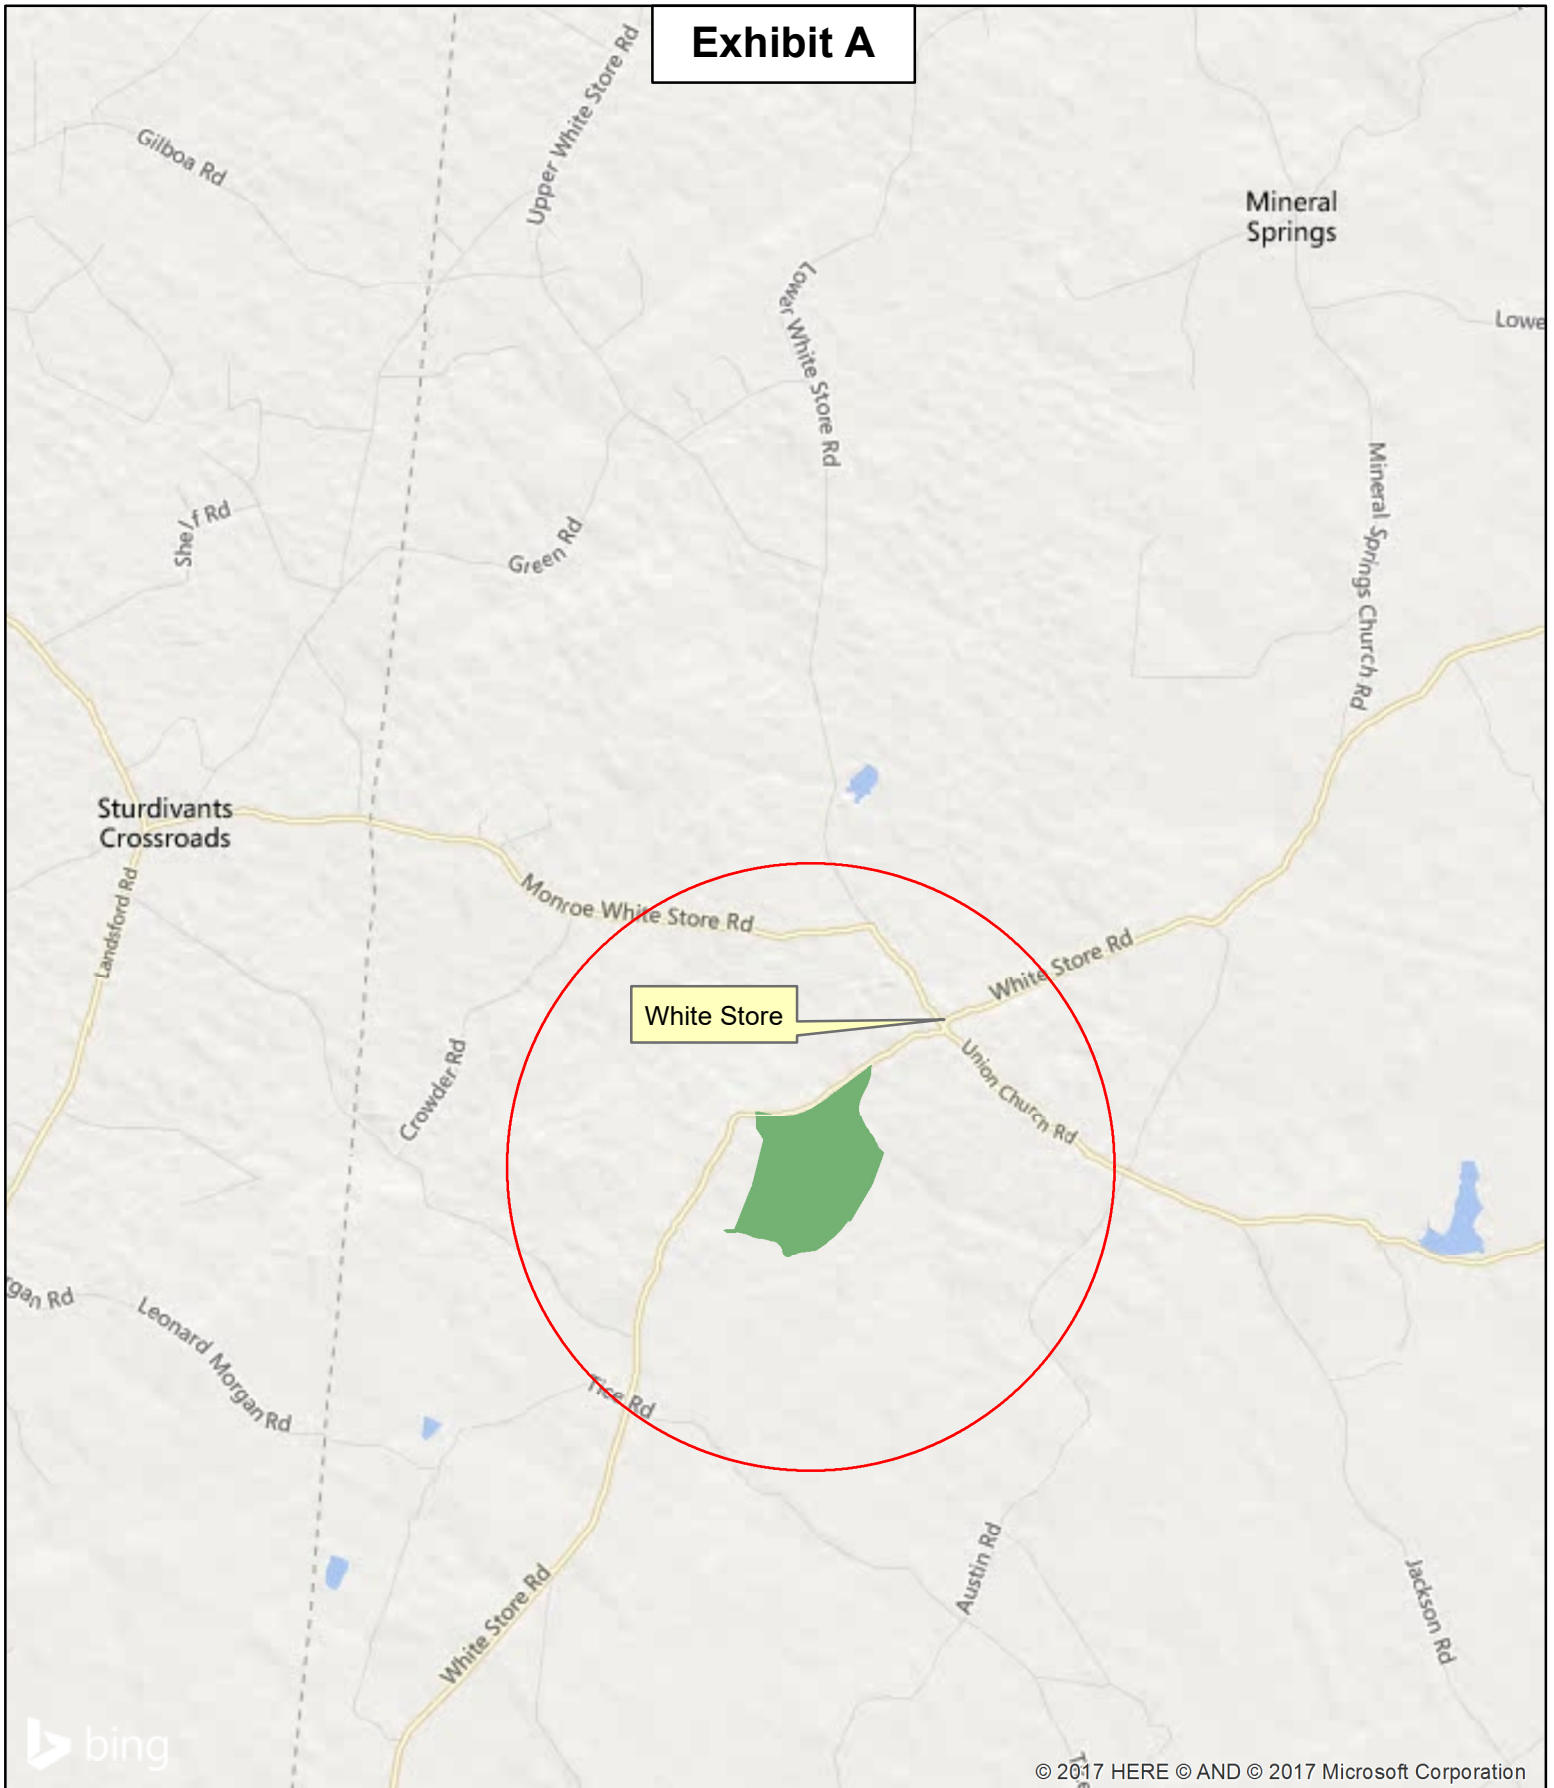 Exhibit A
Upper White Store Rd
Gilboa Rd
Mineral
Springs
Lower White Store Rd
Lowe
Mineral Springs Church Rd
Shelf Rd
Green Rd
Sturdivants
Crossroads
Landsford Rd
Monroe White Store Rd
White Store Rd
White Store
Union Church Rd
Crowder Rd
rgan Rd
Leonard Morgan Rd
Tice Rd
White Store Rd
Austin Rd
Jackson Rd
bing
© 2017 HERE © AND © 2017 Microsoft Corporation